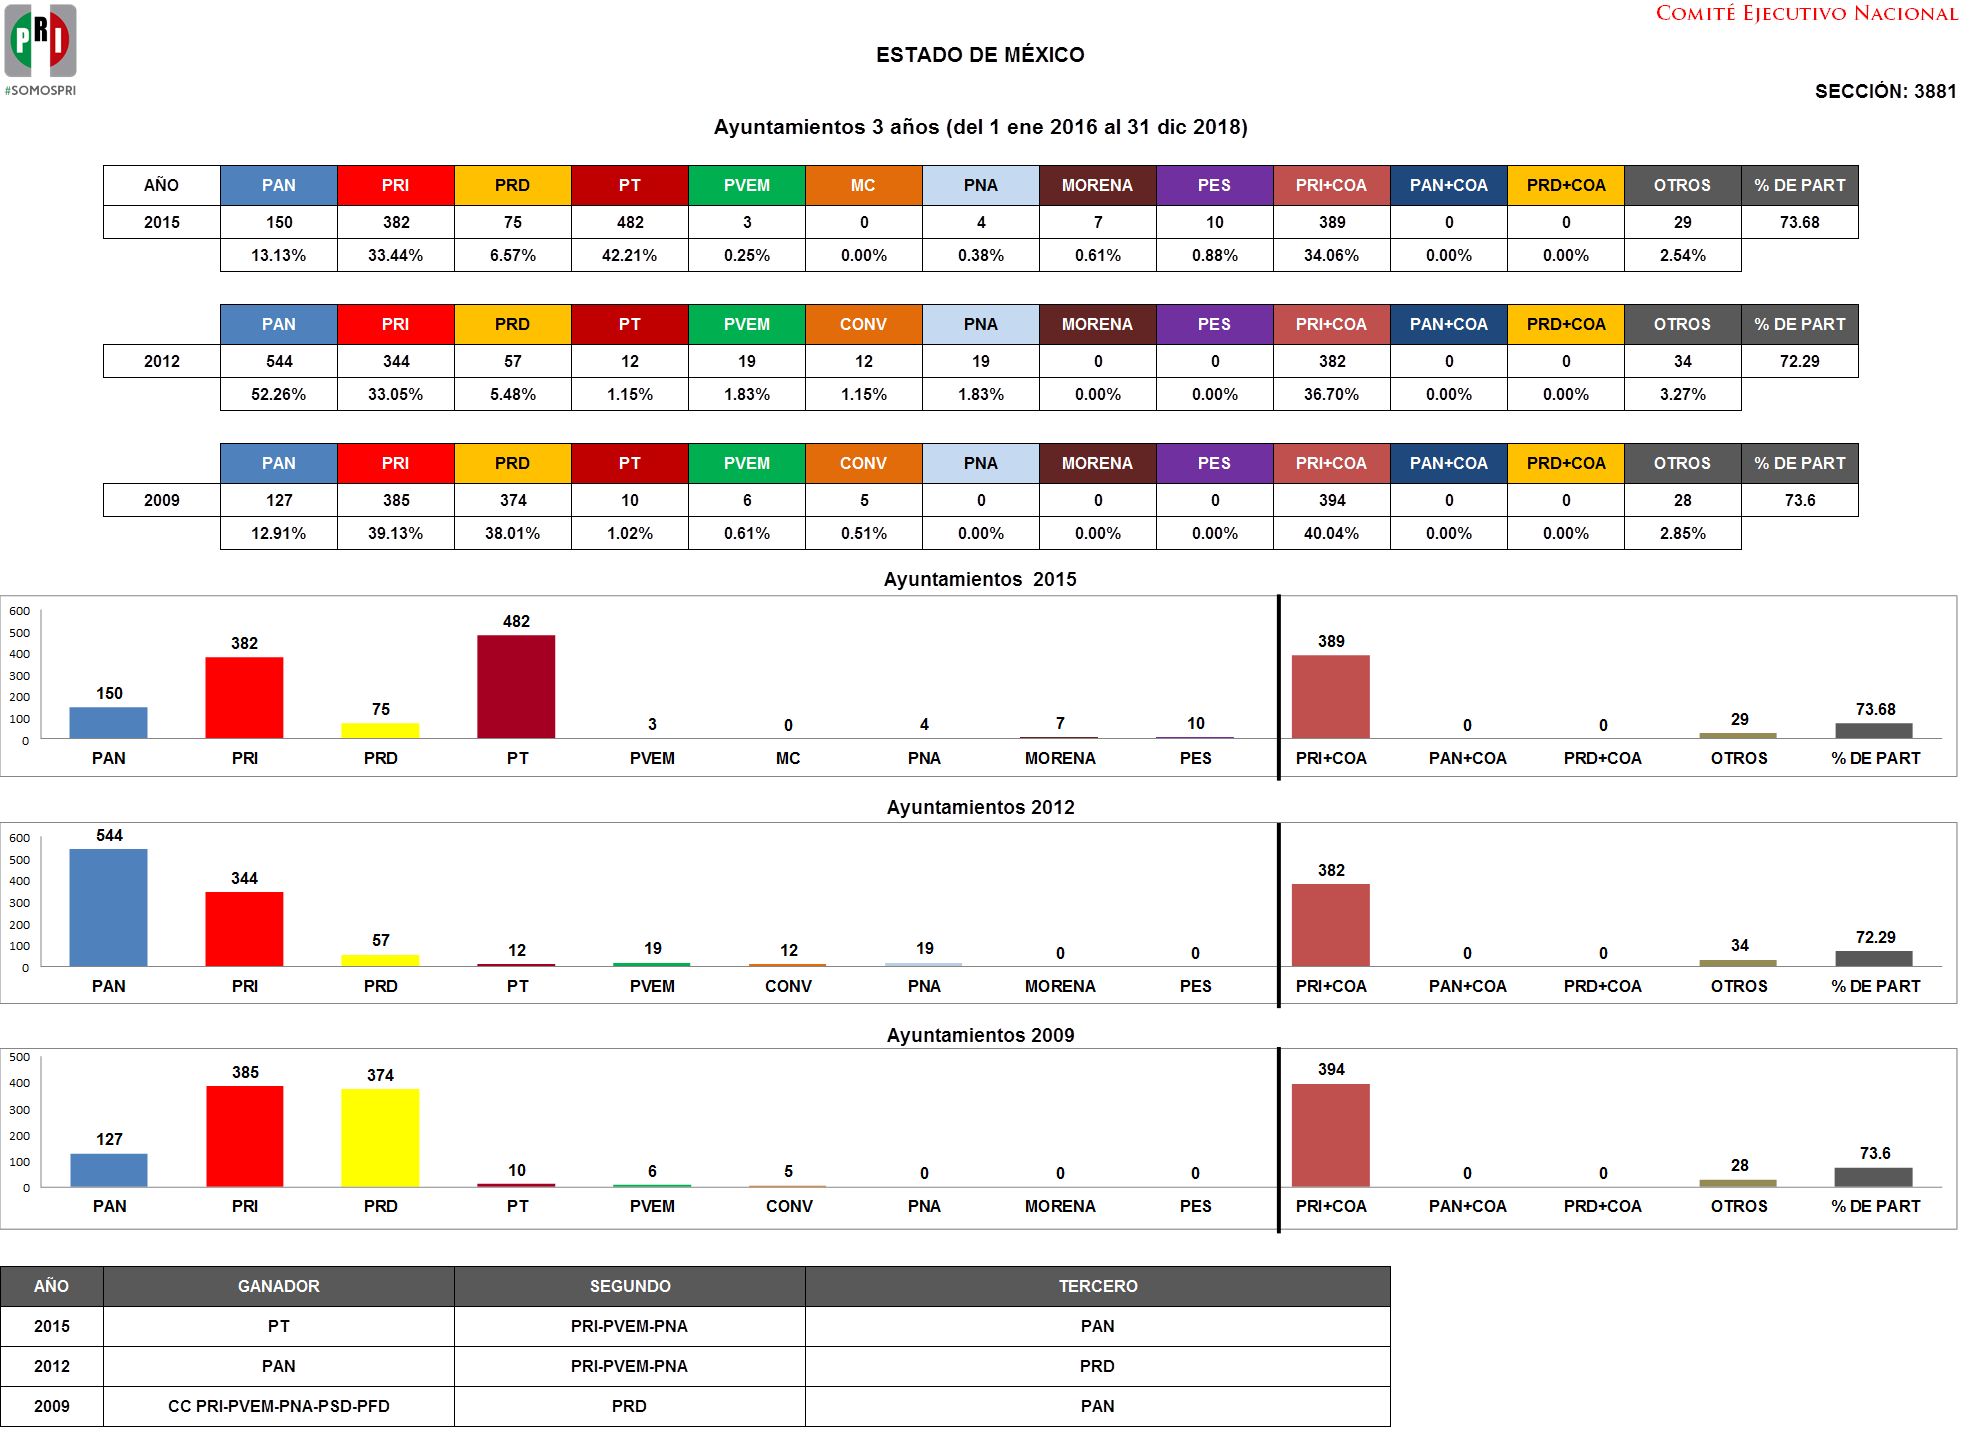 PRI
#SOMOSPRI
COMITÉ EJECUTIVO NACIONAL
ESTADO DE MÉXICO
SECCIÓN: 3881
Ayuntamientos 3 años (del 1 ene 2016 al 31 dic 2018)
AÑO PAN PRI PRD PT PVEM MC PNA MORENA PES PRI+COA PAN+COA PRD+COA OTROS % DE PART
2015 150 382 75 482 3 0 4 7 10 389 0 0 29 73.68
13.13% 33.44% 6.57% 42.21% 0.25% 0.00% 0.38% 0.61% 0.88% 34.06% 0.00% 0.00% 2.54%
PAN PRI PRD PT PVEM CONV PNA MORENA PES PRI+COA PAN+COA PRD+COA OTROS % DE PART
2012 544 344 57 12 19 12 19 0 0 382 0 0 34 72.29
52.26% 33.05% 5.48% 1.15% 1.83% 1.15% 1.83% 0.00% 0.00% 36.70% 0.00% 0.00% 3.27%
PAN PRI PRD PT PVEM CONV PNA MORENA PES PRI+COA PAN+COA PRD+COA OTROS % DE PART
2009 127 385 374 10 6 5 0 0 0 394 0 0 28 73.6
12.91% 39.13% 38.01% 1.02% 0.61% 0.51% 0.00% 0.00% 0.00% 40.04% 0.00% 0.00% 2.85%
Ayuntamientos 2015
600
500
400
300
200
100
0
150 382 75 482 3 0 4 7 10 389 0 0 29 73.68
PAN PRI PRD PT PVEM MC PNA MORENA PES PRI+COA PAN+COA PRD+COA OTROS % DE PART
Ayuntamientos 2012
600
500
400
300
200
100
0
544 344 57 12 19 12 19 0 0 382 0 0 34 72.29
PAN PRI PRD PT PVEM CONV PNA MORENA PES PRI+COA PAN+COA PRD+COA OTROS % DE PART
Ayuntamientos 2009
500
400
300
200
100
0
127 385 374 10 6 5 0 0 0 394 0 0 28 73.6
PAN PRI PRD PT PVEM CONV PNA MORENA PES PRI+COA PAN+COA PRD+COA OTROS % DE PART
AÑO GANADOR SEGUNDO TERCERO
2015 PT PRI-PVEM-PNA PAN
2012 PAN PRI-PVEM-PNA PRD
2009 CC PRI-PVEM-PNA-PSD-PFD PRD PAN